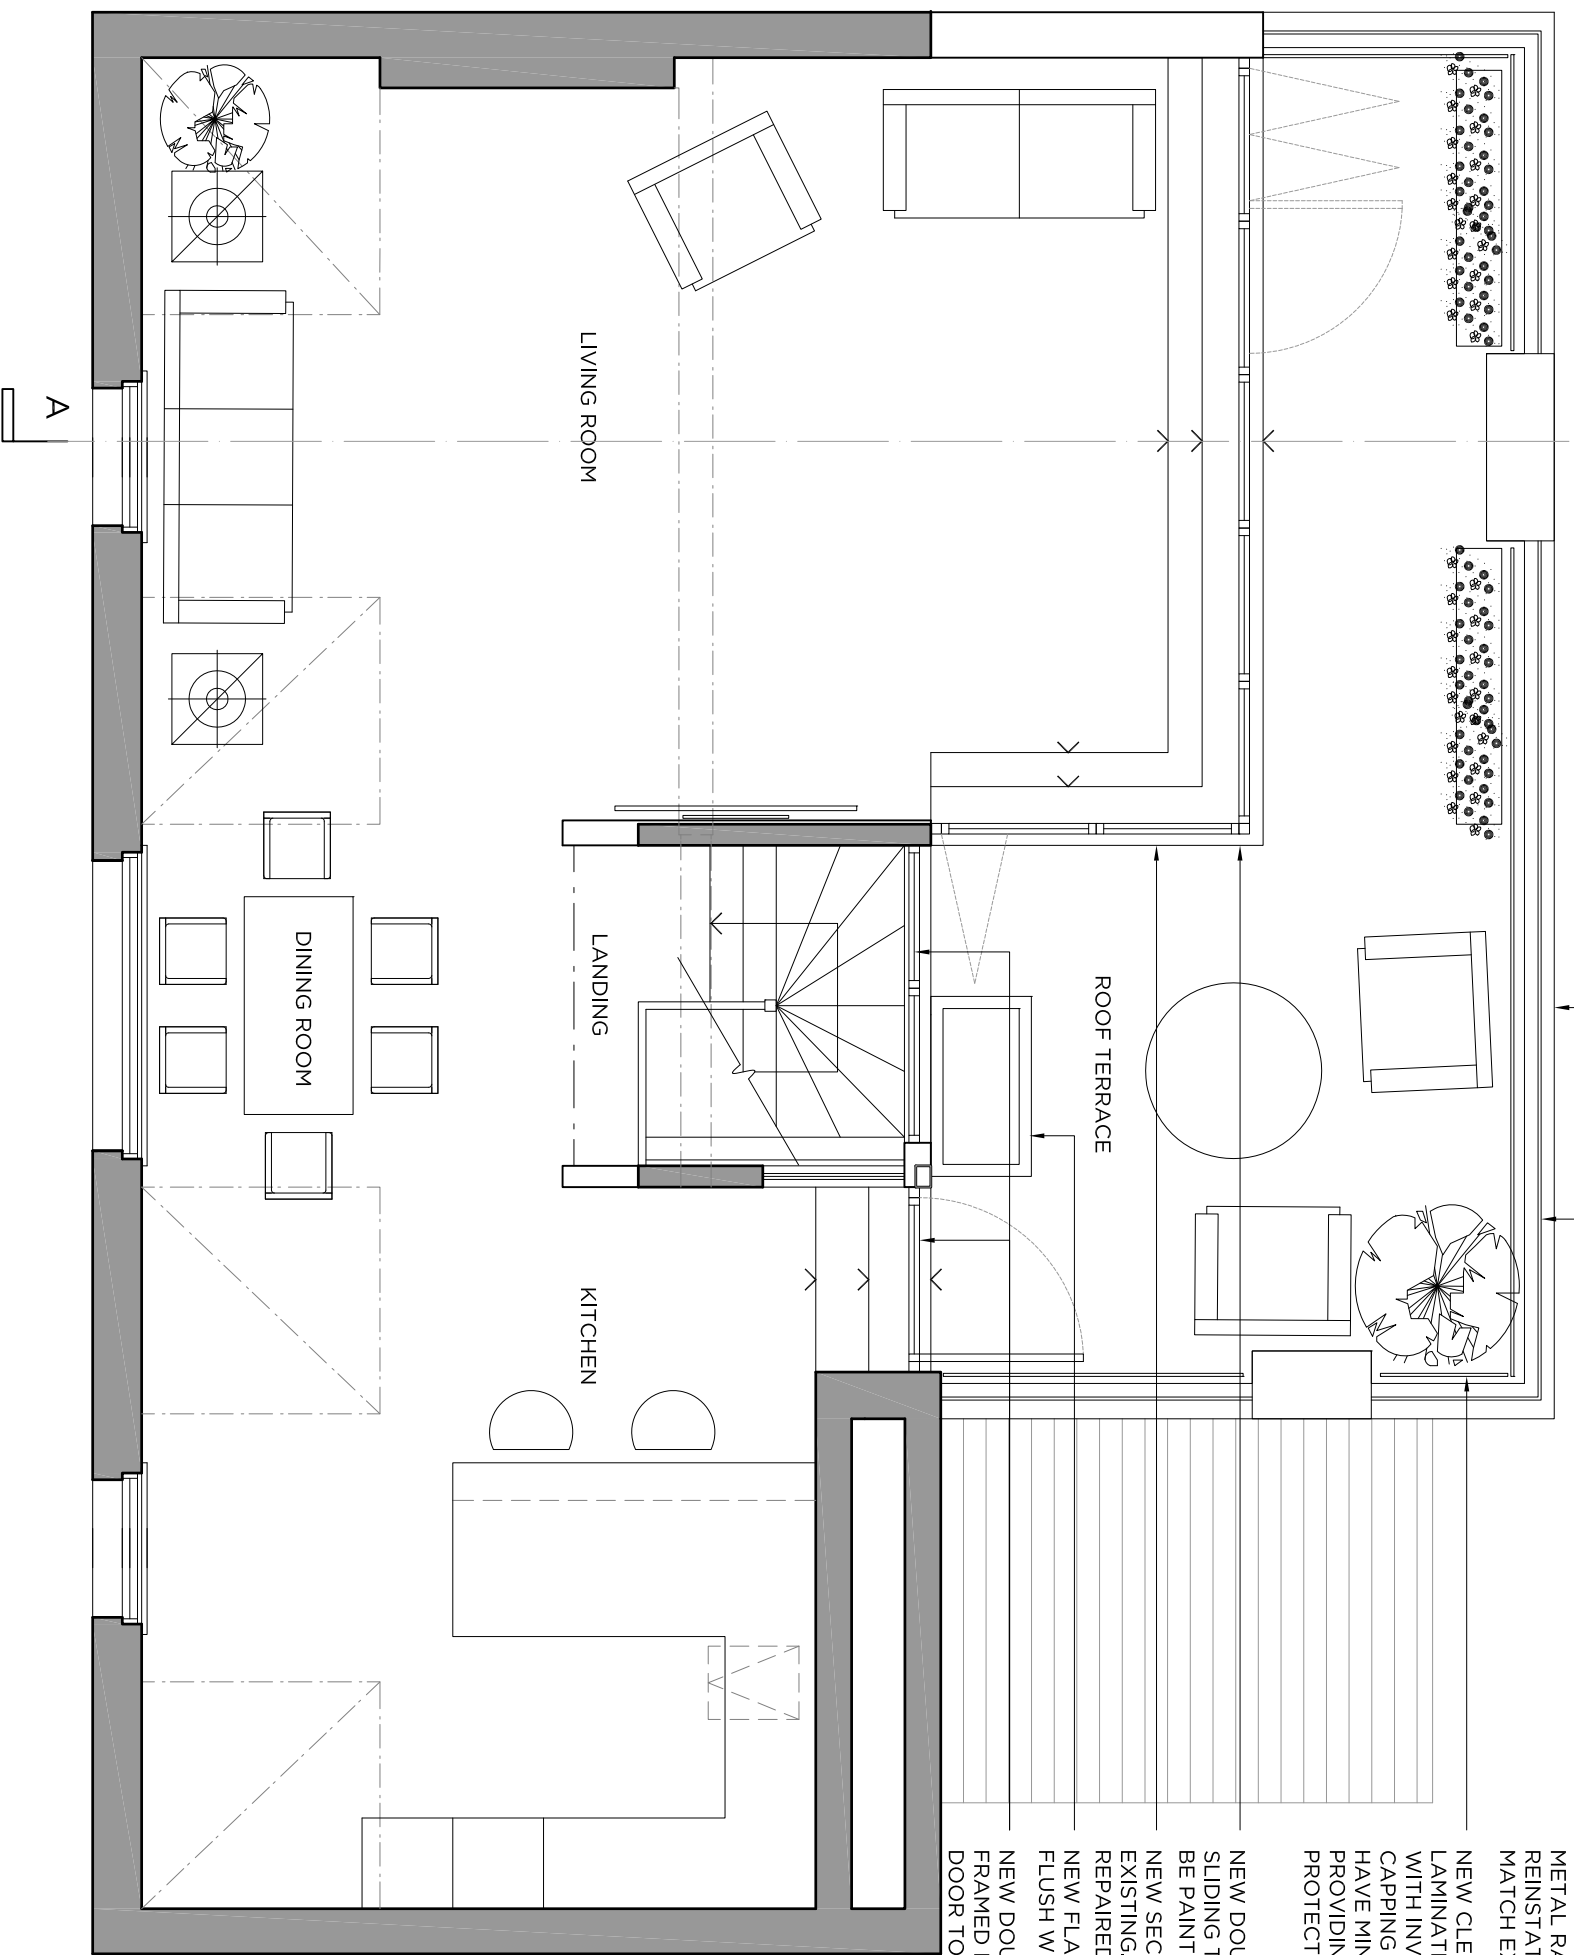 METAL RA
REINSTAT
MATCH EX
NEW CLE
LAMINATE
WITH INV
CAPPING
HAVE MIN
PROVIDIN
PROTECT
NEW DOU
SLIDING T
BE PAINT
NEW SEC
EXISTING.
REPAIRED
NEW FLA
FLUSH W
NEW DOU
FRAMED
DOOR TO
ROOF TERRACE
LANDING
LIVING ROOM
KITCHEN
DINING ROOM
A